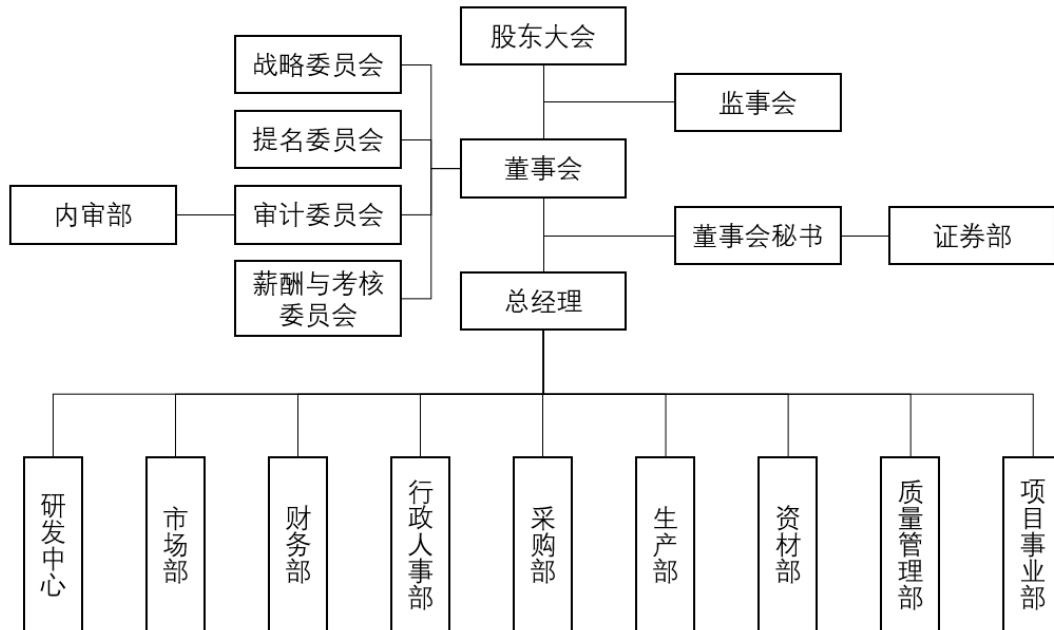 股东大会
战略委员会
监事会
提名委员会
董事会
内审部
审计委员会
董事会秘书
证券部
薪酬与考核
委员会
总经理
研发中心
市场部
财务部
行政人事部
采购部
生产部
资材部
质量管理部
项目事业部